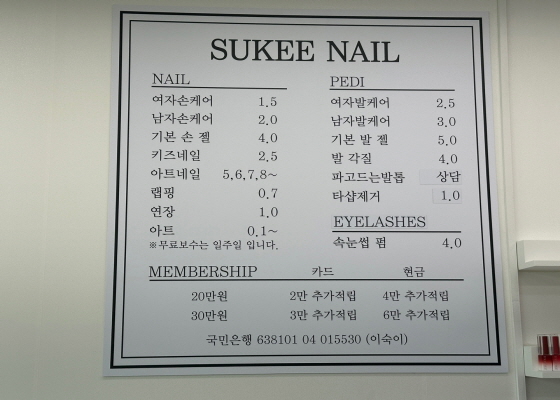 SUKEE NAIL
NAIL
여자손케어 1.5
남자손케어 2.0
기본 손 젤 4.0
키즈네일 2.5
아트네일 5,6,7,8~
랩핑 0.7
연장 1.0
아트 0.1~
※무료보수는 일주일 입니다.
PEDI
여자발케어 2.5
남자발케어 3.0
기본 발 젤 5.0
발 각질 4.0
파고드는발톱 상담
타샵제거 1.0
EYELASHES
속눈썹 펌 4.0
MEMBERSHIP 카드 현금
20만원 2만 추가적립 4만 추가적립
30만원 3만 추가적립 6만 추가적립
국민은행 638101 04 015530 (이숙이)